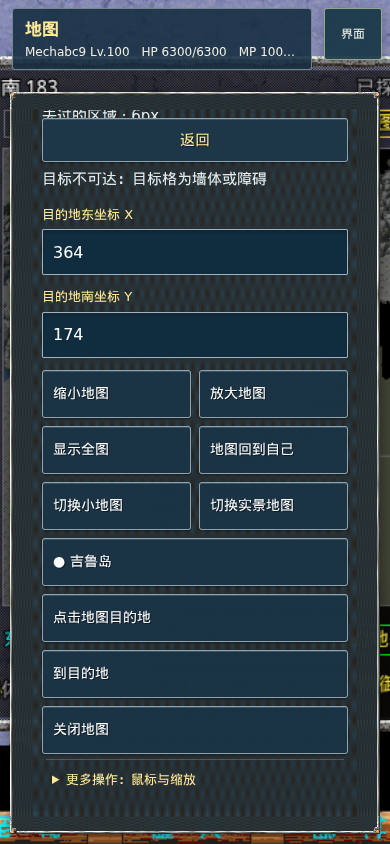 地图
Mechabc9 Lv.100 HP 6300/6300 MP 100...
界面
南 183
去过的区域：6px
返回
目标不可达：目标格为墙体或障碍
目的地东坐标 X
364
目的地南坐标 Y
174
缩小地图
放大地图
显示全图
地图回到自己
切换小地图
切换实景地图
● 吉鲁岛
点击地图目的地
到目的地
关闭地图
▶ 更多操作：鼠标与缩放